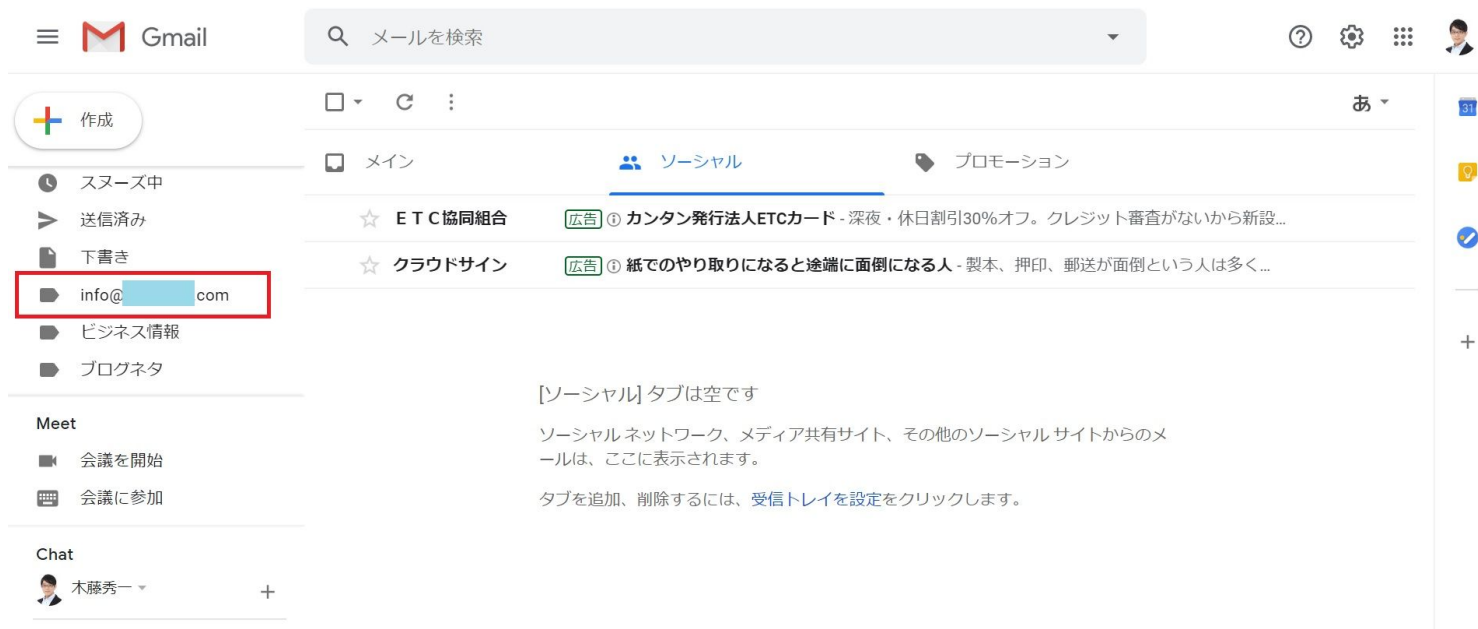 Gmail
メールを検索
作成
あ
スヌーズ中
送信済み
下書き
info@ com
ビジネス情報
ブログネタ
Meet
会議を開始
会議に参加
Chat
木藤秀一
メイン
ソーシャル
プロモーション
ＥＴＣ協同組合 広告 カンタン発行法人ETCカード - 深夜・休日割引30%オフ。クレジット審査がないから新設...
クラウドサイン 広告 紙でのやり取りになると途端に面倒になる人 - 製本、押印、郵送が面倒という人は多く...
[ソーシャル] タブは空です
ソーシャル ネットワーク、メディア共有サイト、その他のソーシャル サイトからのメ
ールは、ここに表示されます。
タブを追加、削除するには、受信トレイを設定をクリックします。
31